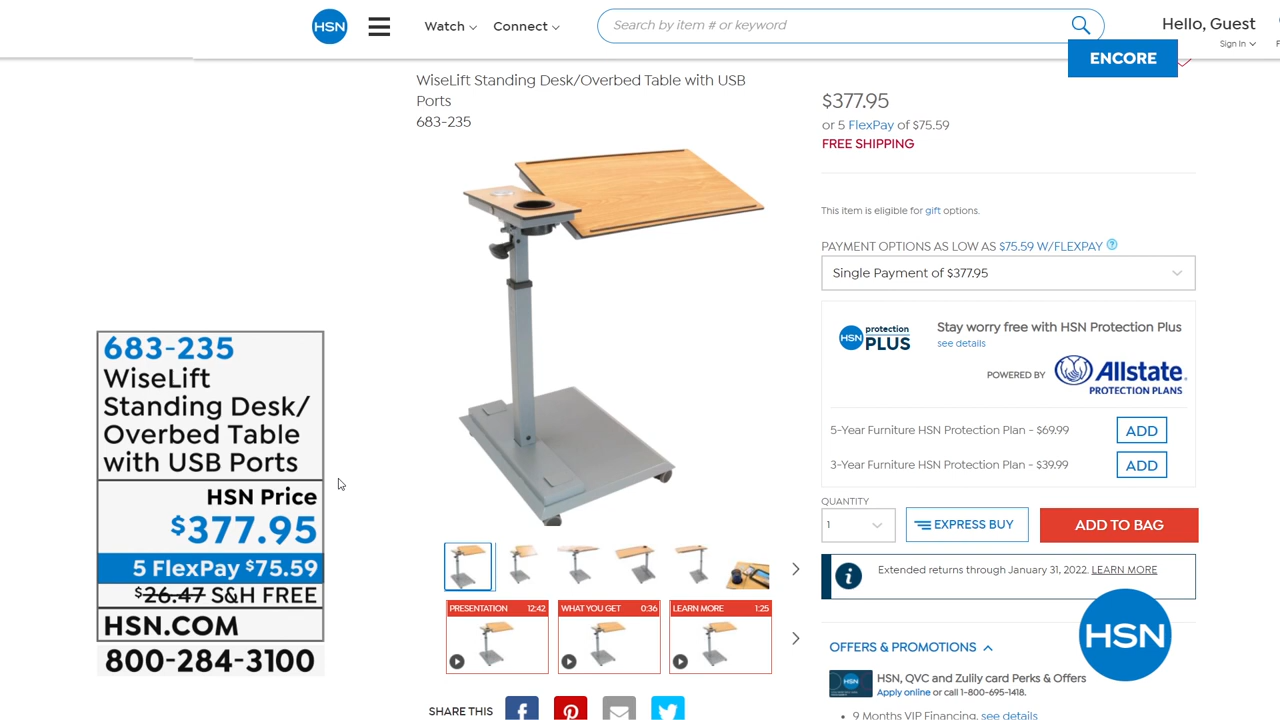 HSN
Watch
Connect
Search by item # or keyword
Hello, Guest
Sign In
ENCORE
WiseLift Standing Desk/Overbed Table with USB
Ports
683-235
$377.95
or 5 FlexPay of $75.59
FREE SHIPPING
This item is eligible for gift options.
PAYMENT OPTIONS AS LOW AS $75.59 W/FLEXPAY ?
Single Payment of $377.95
HSN protection PLUS
Stay worry free with HSN Protection Plus
see details
POWERED BY Allstate
PROTECTION PLANS
5-Year Furniture HSN Protection Plan - $69.99
ADD
3-Year Furniture HSN Protection Plan - $39.99
ADD
QUANTITY
1
EXPRESS BUY
ADD TO BAG
Extended returns through January 31, 2022. LEARN MORE
OFFERS & PROMOTIONS
HSN
HSN, QVC and Zulily card Perks & Offers
Apply online or call 1-800-695-1418.
• 9 Months VIP Financing. see details
HSN
683-235
WiseLift
Standing Desk/
Overbed Table
with USB Ports
HSN Price
$377.95
5 FlexPay $75.59
$26.47 S&H FREE
HSN.COM
800-284-3100
PRESENTATION 12:42
WHAT YOU GET 0:36
LEARN MORE 1:25
SHARE THIS